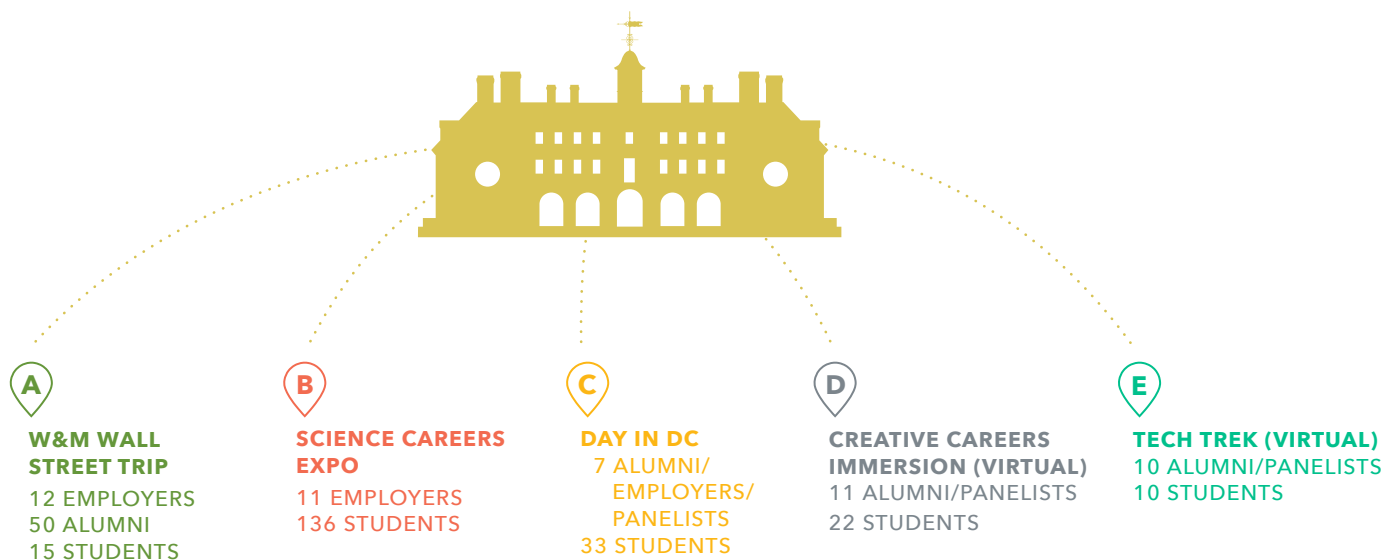 A
W&M WALL
STREET TRIP
12 EMPLOYERS
50 ALUMNI
15 STUDENTS
B
SCIENCE CAREERS
EXPO
11 EMPLOYERS
136 STUDENTS
C
DAY IN DC
7 ALUMNI/
EMPLOYERS/
PANELISTS
33 STUDENTS
D
CREATIVE CAREERS
IMMERSION (VIRTUAL)
11 ALUMNI/PANELISTS
22 STUDENTS
E
TECH TREK (VIRTUAL)
10 ALUMNI/PANELISTS
10 STUDENTS